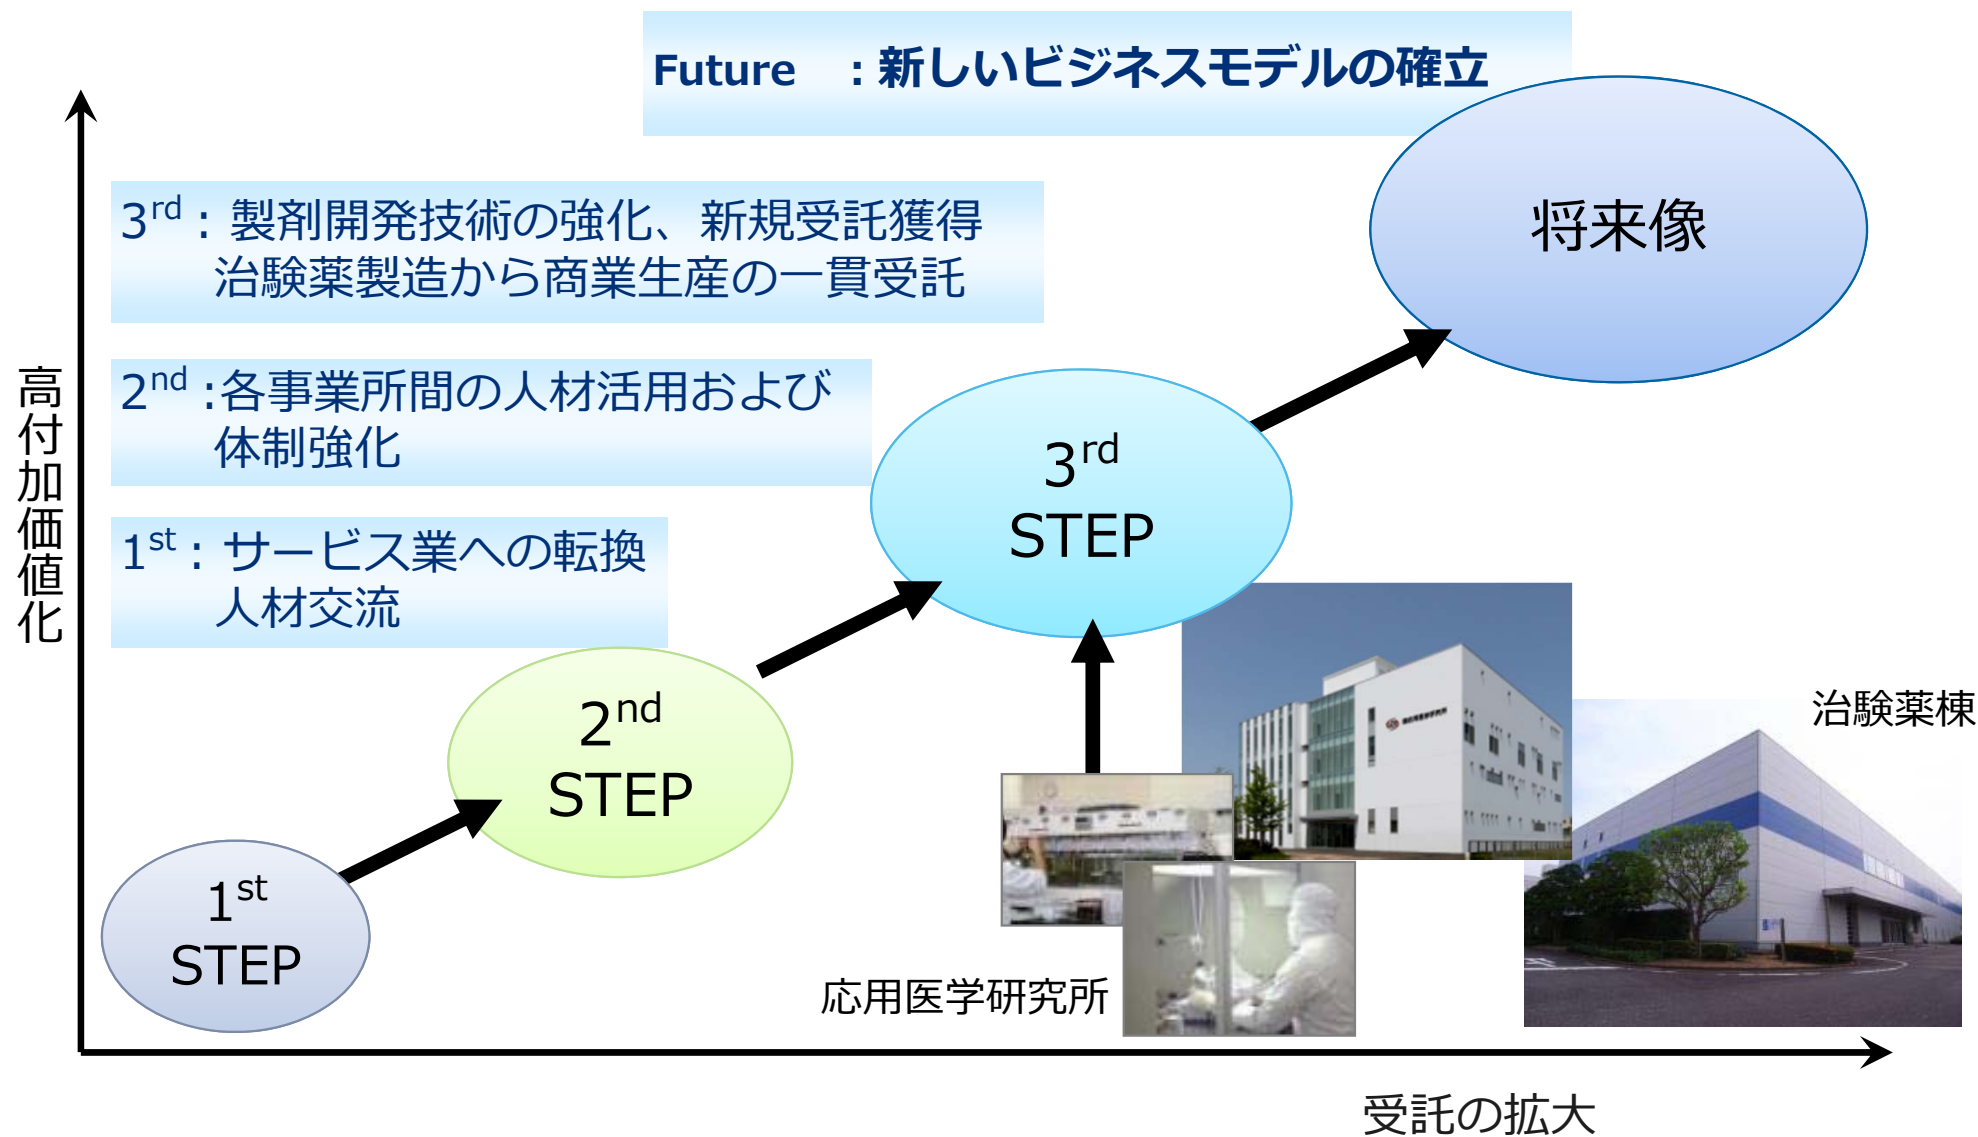 Future ：新しいビジネスモデルの確立
将来像
3rd：製剤開発技術の強化、新規受託獲得
治験薬製造から商業生産の一貫受託
2nd：各事業所間の人材活用および
体制強化
1st：サービス業への転換
人材交流
高付加価値化
3rd
STEP
2nd
STEP
1st
STEP
治験薬棟
応用医学研究所
受託の拡大